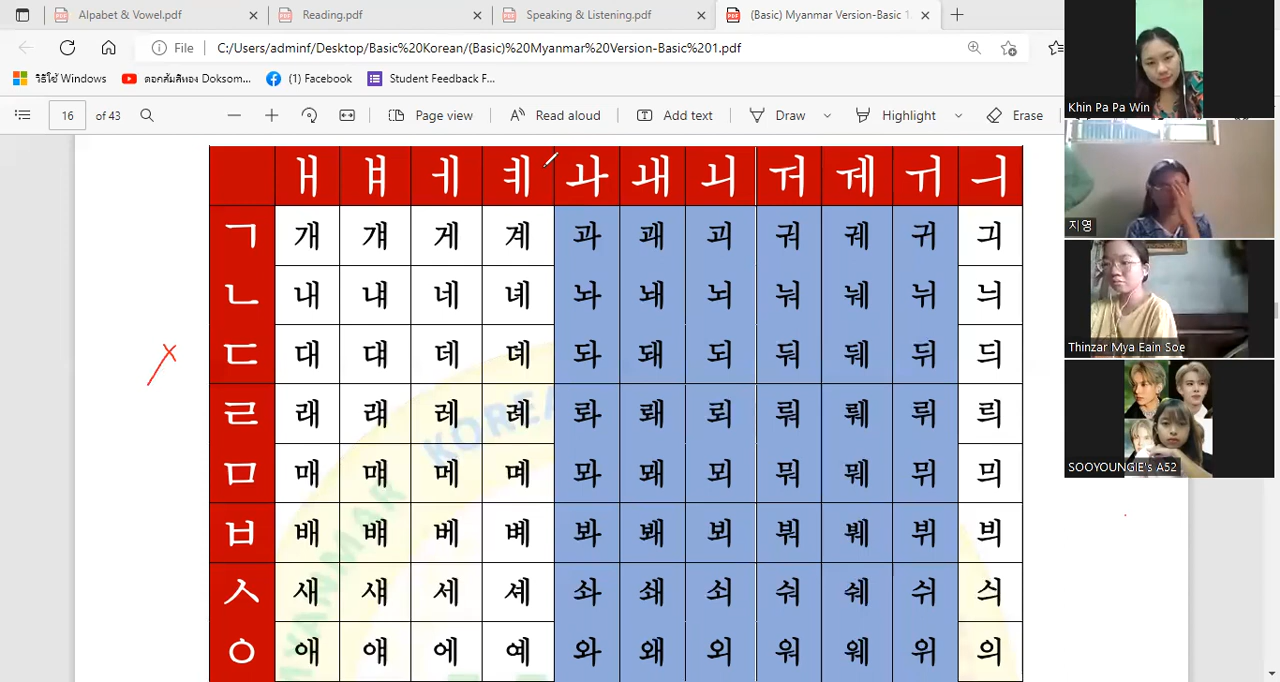 Alpabet & Vowel.pdf
Reading.pdf
Speaking & Listening.pdf
(Basic) Myanmar Version-Basic 1
File
C:/Users/adminf/Desktop/Basic%20Korean/(Basic)%20Myanmar%20Version-Basic%201.pdf
วิธีใช้ Windows
ดอกส้มสีทอง Doksom...
(1) Facebook
Student Feedback F...
16 of 43
Page view
Read aloud
Add text
Draw
Highlight
Erase
ㅐ ㅒ ㅔ ㅖ ㅘ ㅙ ㅚ ㅝ ㅞ ㅟ ㅢ
ㄱ 개 걔 게 계 과 괘 괴 궈 궤 귀 긔
ㄴ 내 냬 네 녜 놔 놰 뇌 눠 눼 뉘 늬
ㄷ 대 댸 데 뎨 돠 돼 되 둬 뒈 뒤 듸
ㄹ 래 럐 레 례 롸 뢔 뢰 뤄 뤠 뤼 릐
ㅁ 매 먜 메 몌 뫄 뫠 뫼 뭐 뭬 뮈 믜
ㅂ 배 뱨 베 볘 봐 봬 뵈 붜 붸 뷔 븨
ㅅ 새 섀 세 셰 솨 쇄 쇠 숴 쉐 쉬 싀
ㅇ 애 얘 에 예 와 왜 외 워 웨 위 의
MYANMAR
KOREA
Khin Pa Pa Win
지영
Thinzar Mya Eain Soe
SOOYOUNGIE's A52